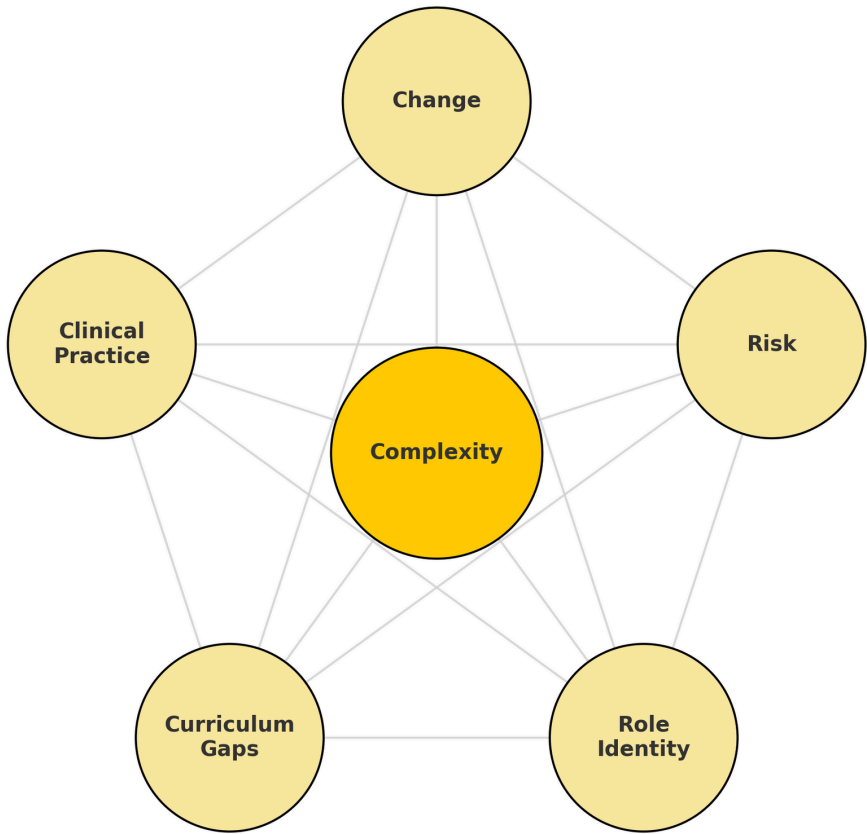 Change
Clinical
Practice
Risk
Complexity
Curriculum
Gaps
Role
Identity